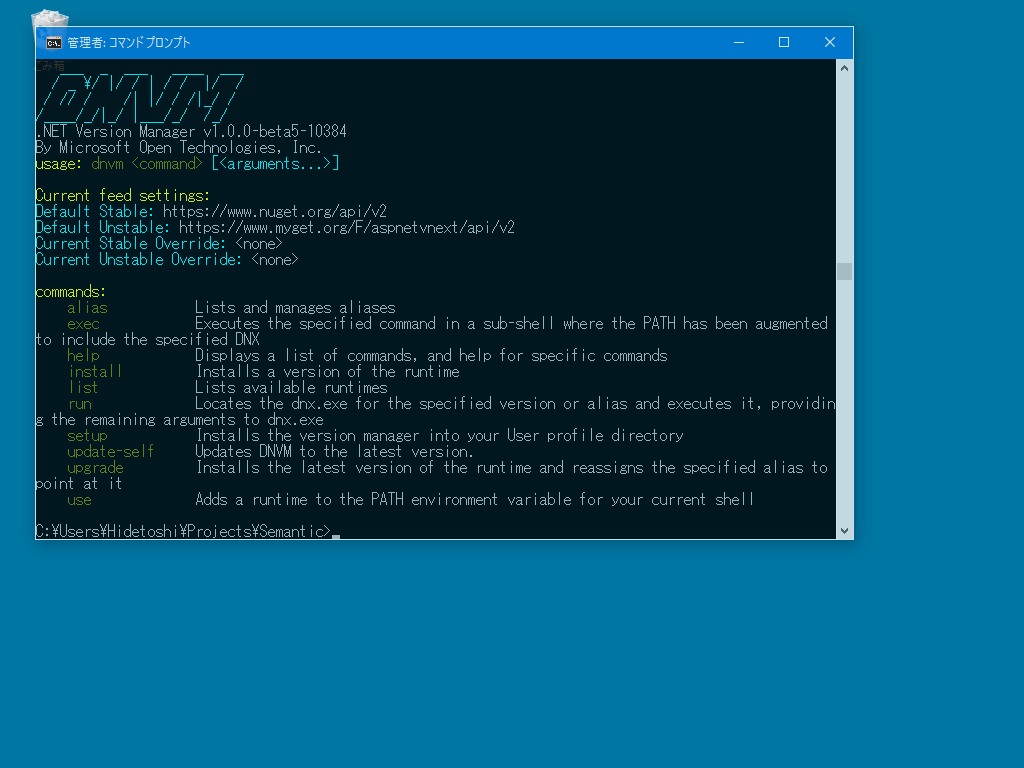 管理者: コマンド プロンプト
ごみ箱
DNVM
.NET Version Manager v1.0.0-beta5-10384
By Microsoft Open Technologies, Inc.
usage: dnvm <command> [<arguments...>]
Current feed settings:
Default Stable: https://www.nuget.org/api/v2
Default Unstable: https://www.myget.org/F/aspnetvnext/api/v2
Current Stable Override: <none>
Current Unstable Override: <none>
commands:
alias Lists and manages aliases
exec Executes the specified command in a sub-shell where the PATH has been augmented
to include the specified DNX
help Displays a list of commands, and help for specific commands
install Installs a version of the runtime
list Lists available runtimes
run Locates the dnx.exe for the specified version or alias and executes it, providin
g the remaining arguments to dnx.exe
setup Installs the version manager into your User profile directory
update-self Updates DNVM to the latest version.
upgrade Installs the latest version of the runtime and reassigns the specified alias to
point at it
use Adds a runtime to the PATH environment variable for your current shell
C:¥Users¥Hidetoshi¥Projects¥Semantic>